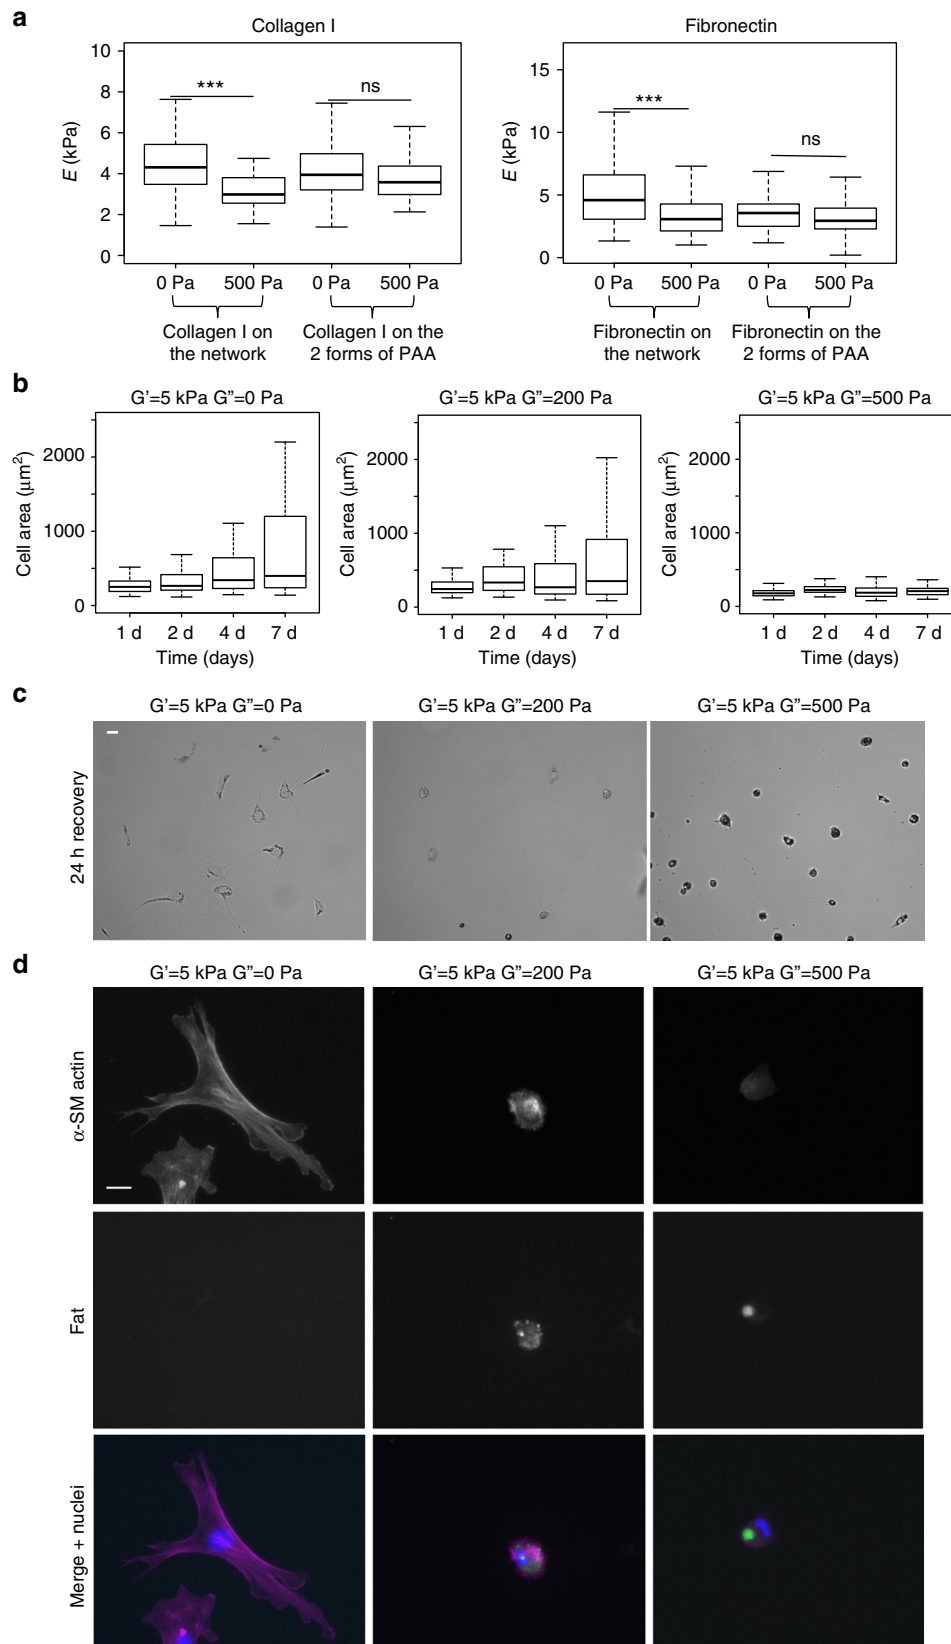 a
Collagen I
Fibronectin
10
8
6
4
2
0
E (kPa)
***
ns
0 Pa 500 Pa 0 Pa 500 Pa
Collagen I on
the network
Collagen I on the
2 forms of PAA
15
10
5
0
E (kPa)
***
ns
0 Pa 500 Pa 0 Pa 500 Pa
Fibronectin on
the network
Fibronectin on the
2 forms of PAA
b
G'=5 kPa G"=0 Pa
Cell area (μm²)
2000
1000
0
1 d 2 d 4 d 7 d
Time (days)
G'=5 kPa G"=200 Pa
Cell area (μm²)
2000
1000
0
1 d 2 d 4 d 7 d
Time (days)
G'=5 kPa G"=500 Pa
Cell area (μm²)
2000
1000
0
1 d 2 d 4 d 7 d
Time (days)
c
G'=5 kPa G"=0 Pa
G'=5 kPa G"=200 Pa
G'=5 kPa G"=500 Pa
24 h recovery
d
G'=5 kPa G"=0 Pa
G'=5 kPa G"=200 Pa
G'=5 kPa G"=500 Pa
α-SM actin
Fat
Merge + nuclei